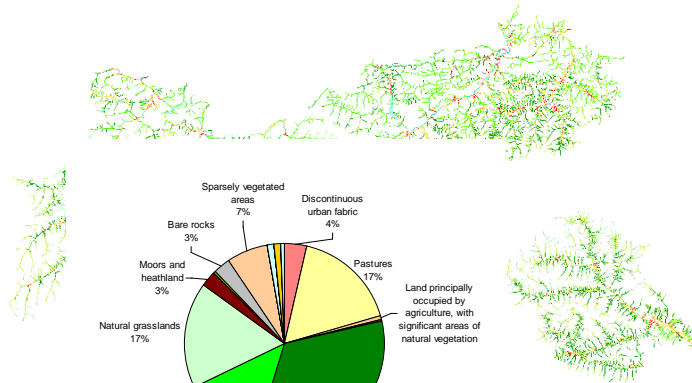 Sparsely vegetated
areas
7%
Discontinuous
urban fabric
4%
Bare rocks
3%
Pastures
17%
Moors and
heathland
3%
Land principally
occupied by
agriculture, with
significant areas of
natural vegetation
Natural grasslands
17%